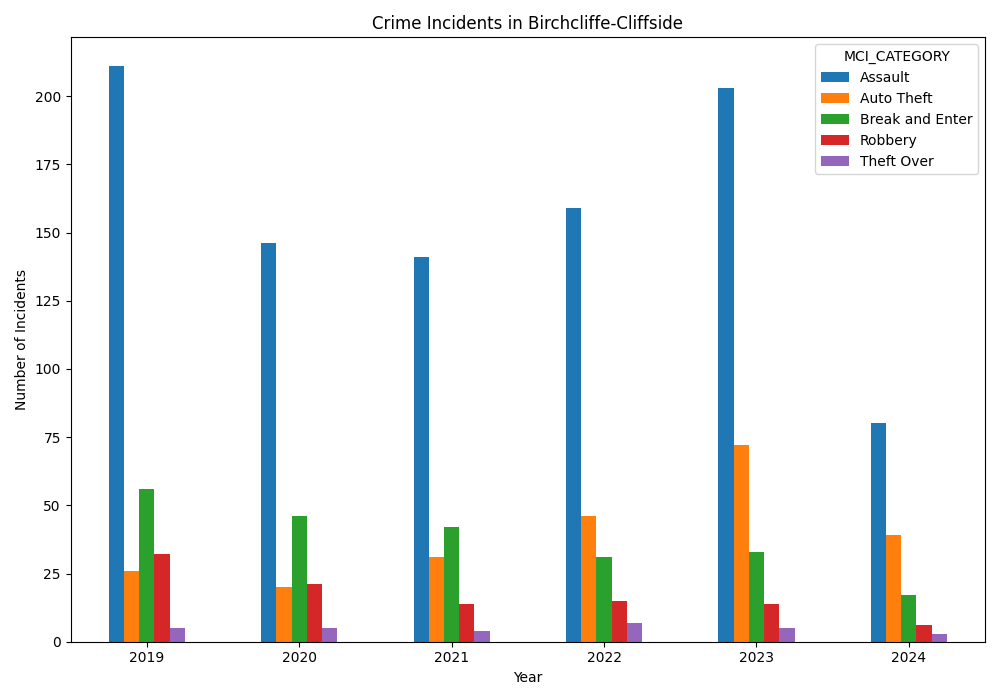 Crime Incidents in Birchcliffe-Cliffside
MCI_CATEGORY
Assault
Auto Theft
Break and Enter
Robbery
Theft Over
Number of Incidents
200
175
150
125
100
75
50
25
0
2019 2020 2021 2022 2023 2024
Year